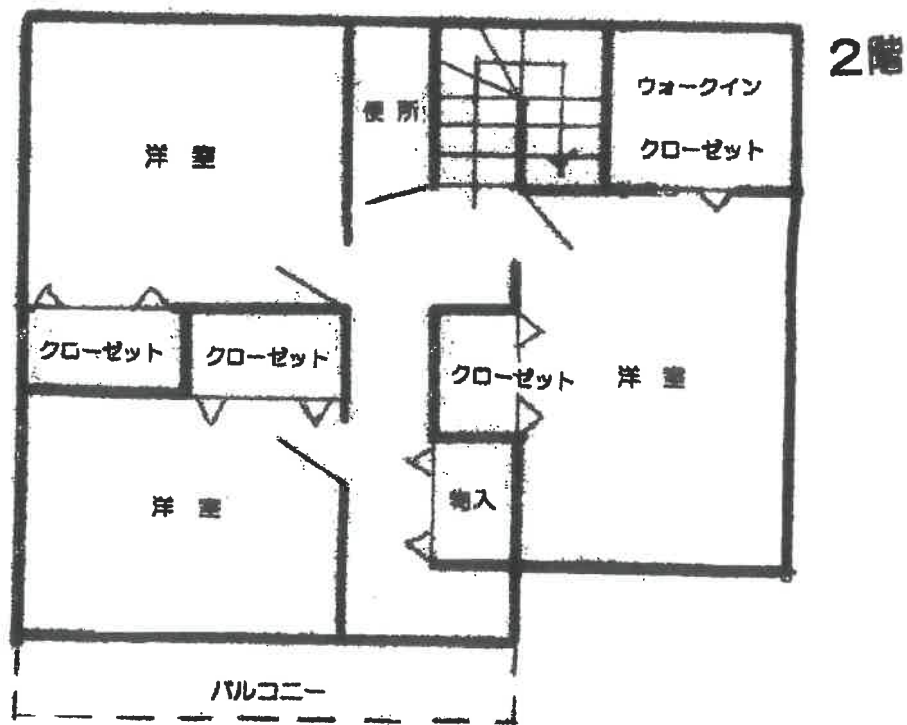 2階
ウォークイン
クローゼット
便所
洋室
クローゼット
クローゼット
クローゼット
洋室
物入
洋室
バルコニー